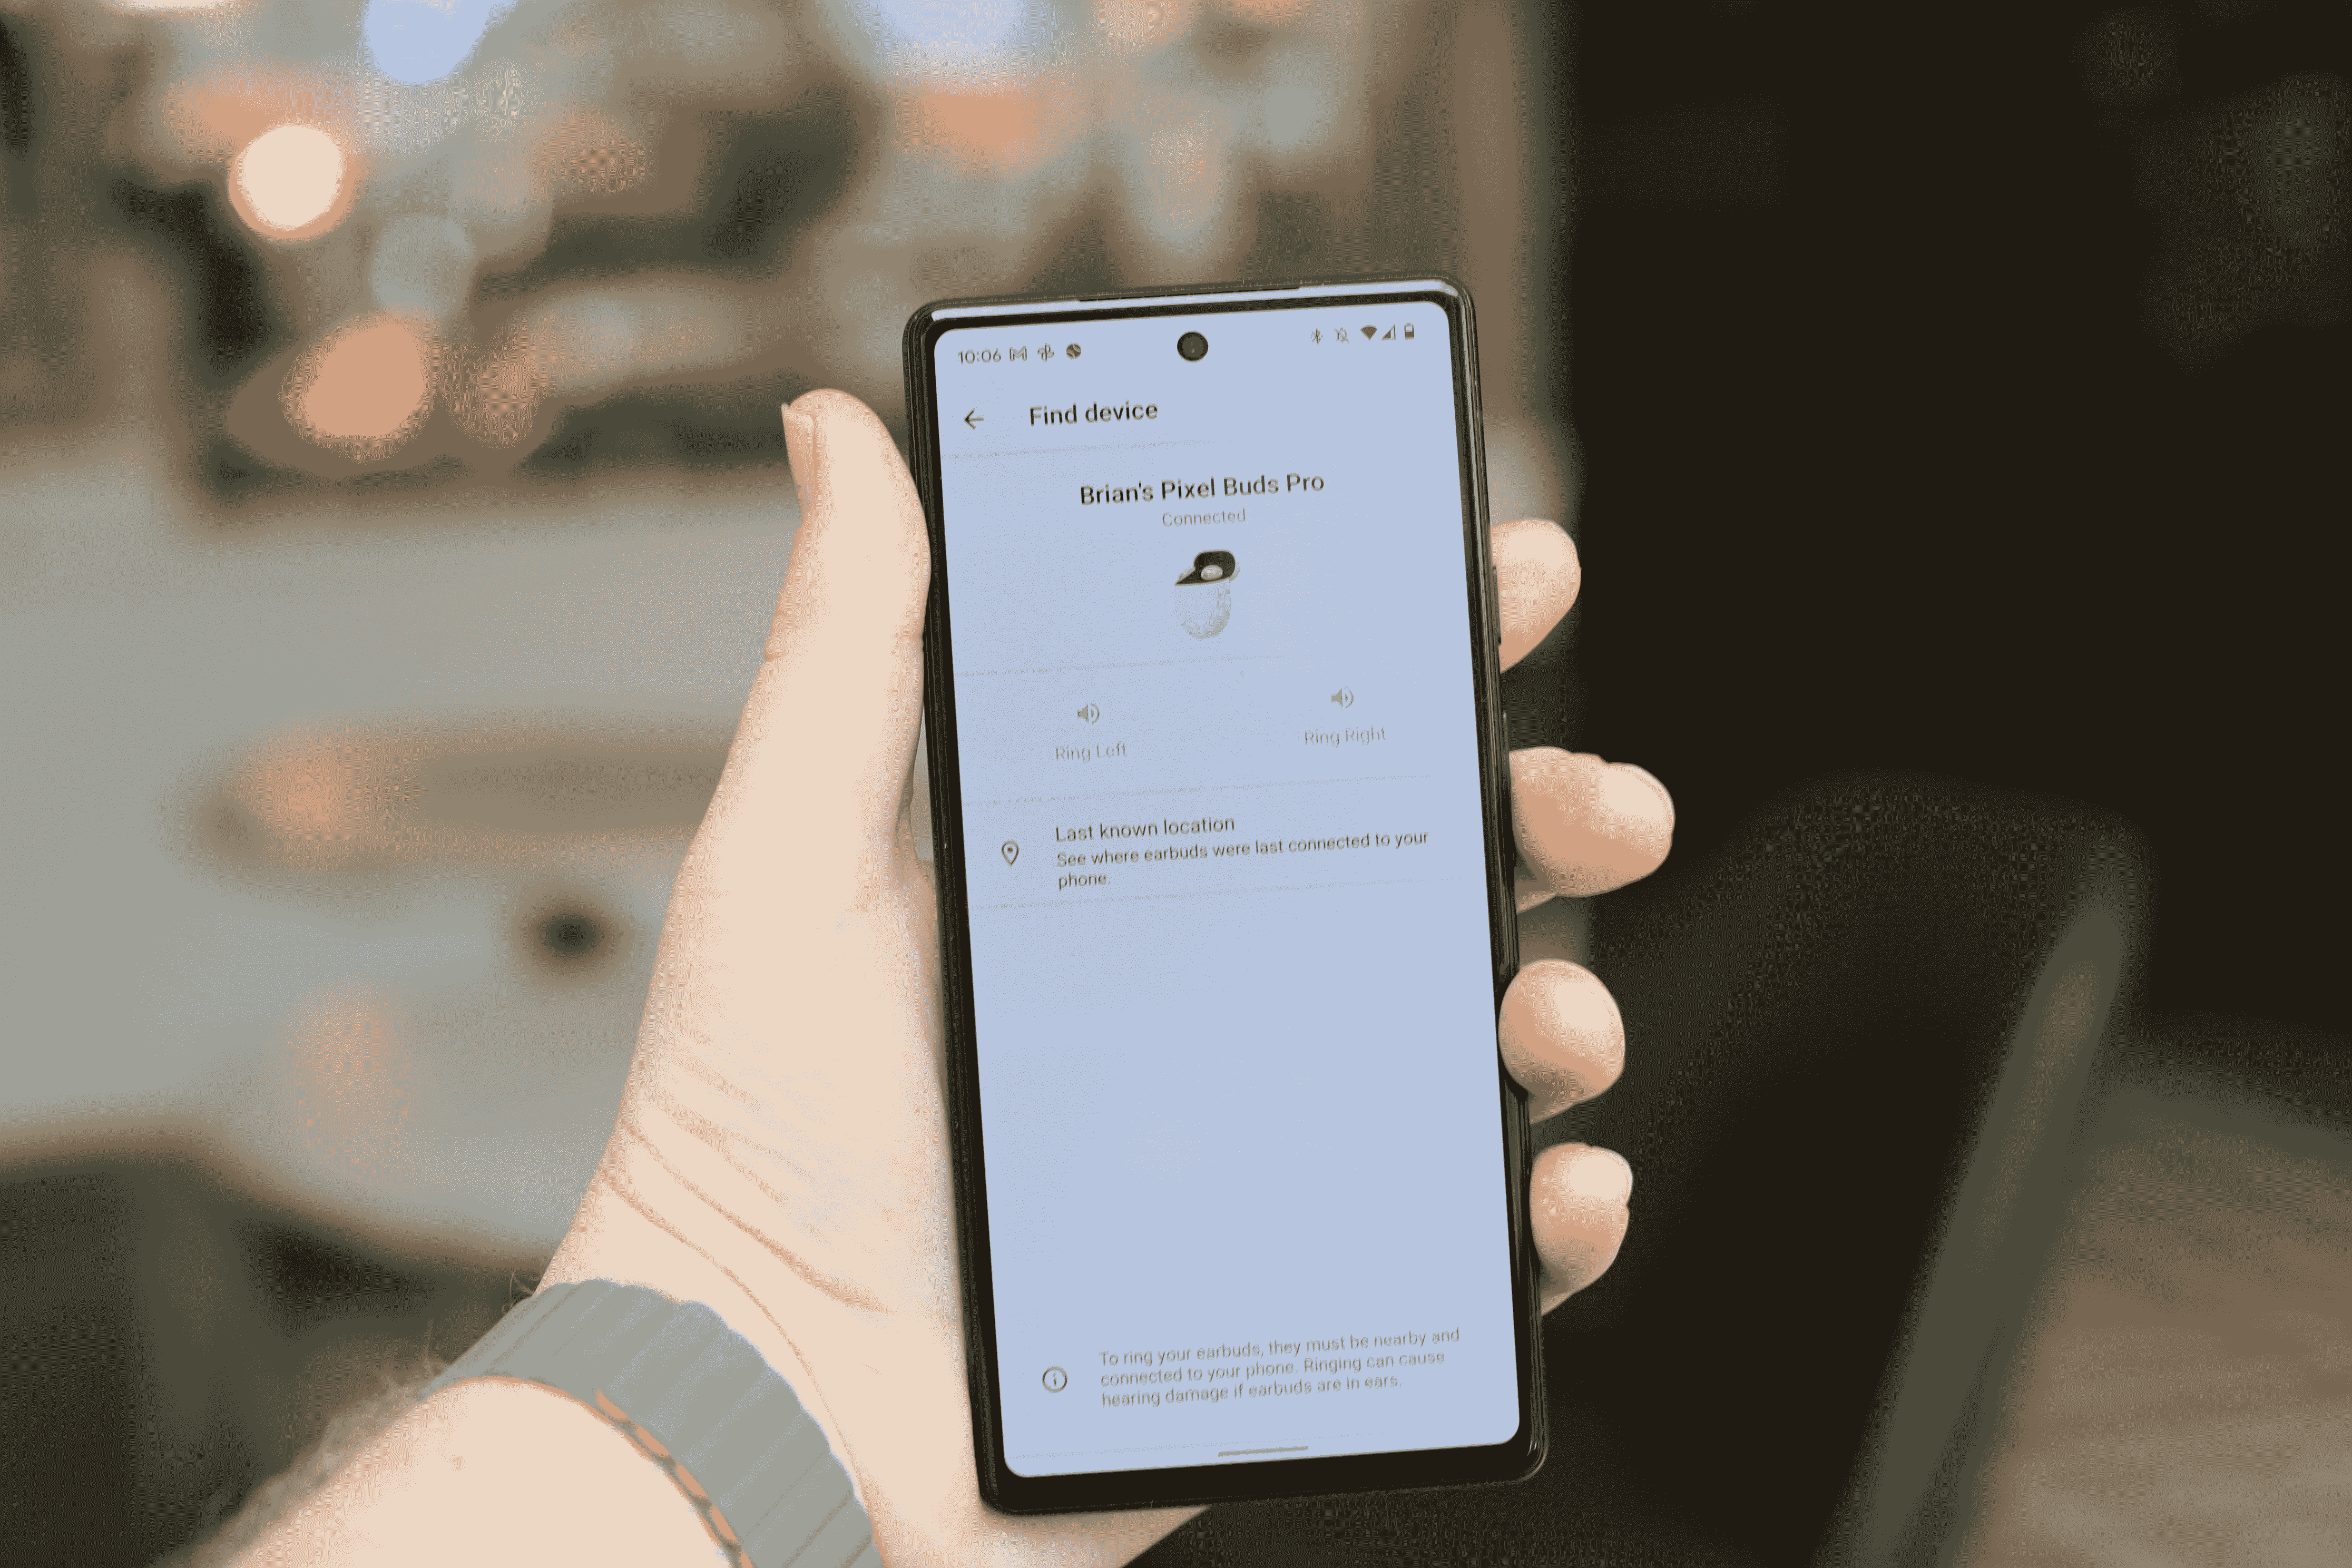 10:06
Find device
Brian's Pixel Buds Pro
Connected
Ring Left
Ring Right
Last known location
See where earbuds were last connected to your
phone.
To ring your earbuds, they must be nearby and
connected to your phone. Ringing can cause
hearing damage if earbuds are in ears.